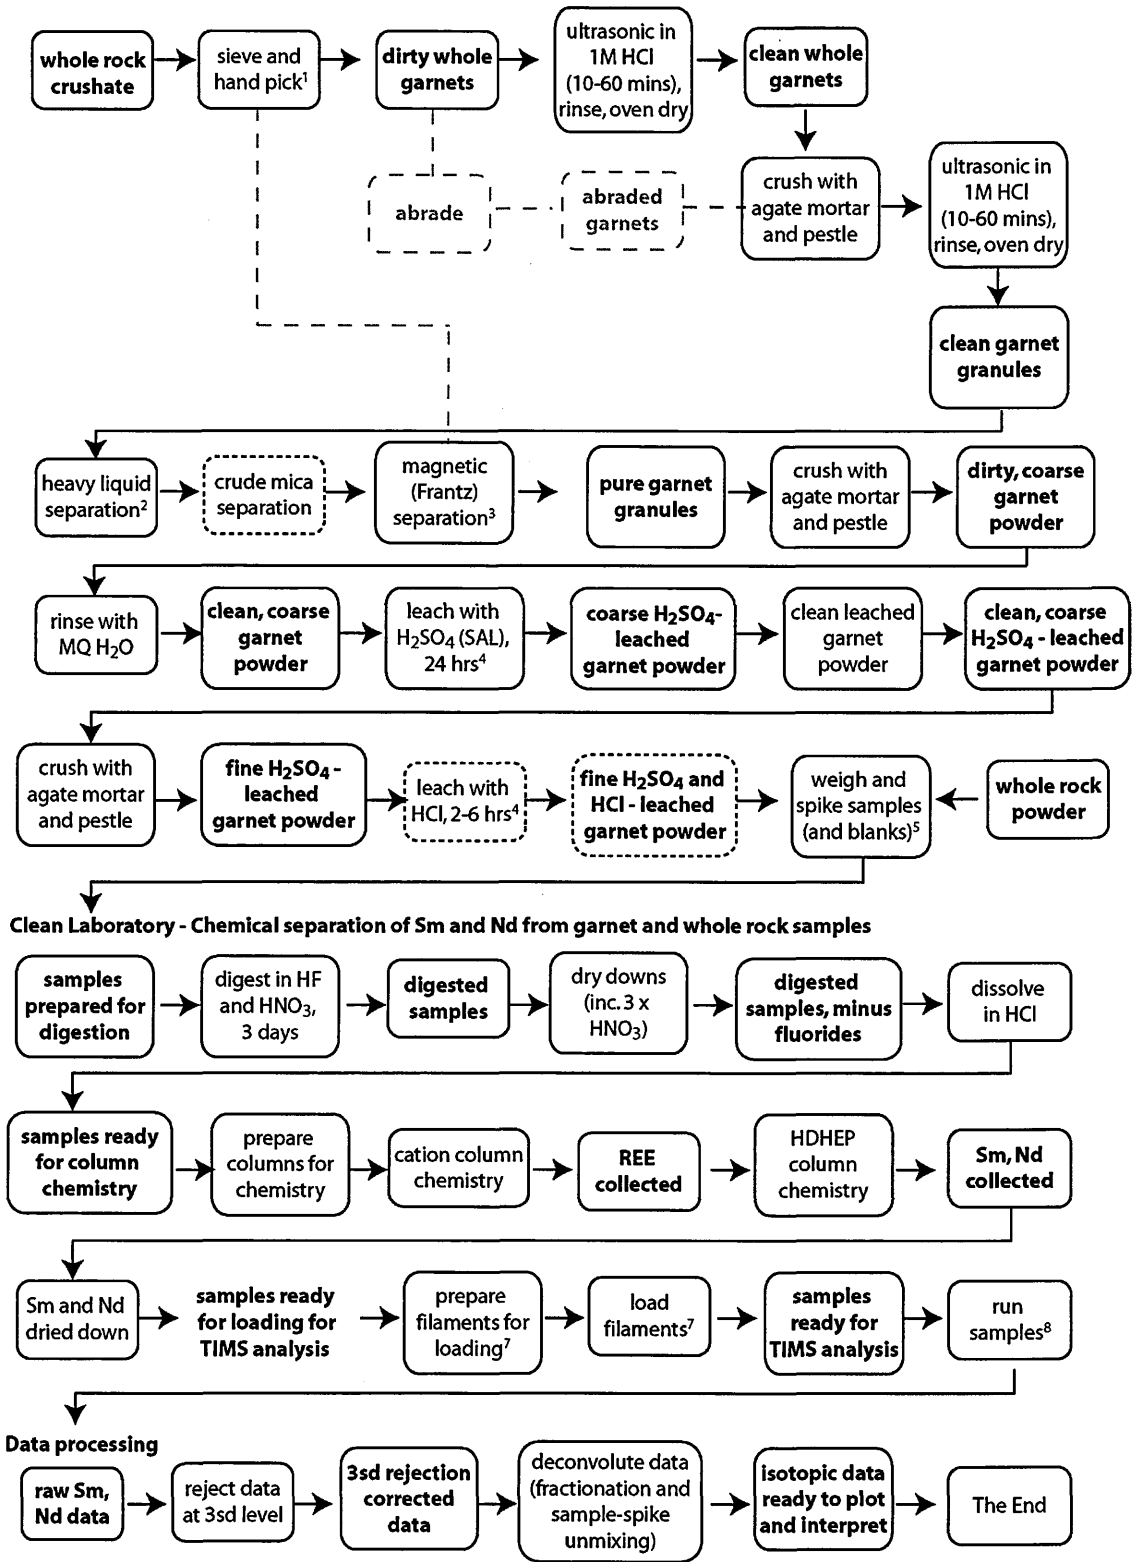 whole rock
crushate
sieve and
hand pick¹
dirty whole
garnets
ultrasonic in
1M HCl
(10-60 mins),
rinse, oven dry
clean whole
garnets
abrade
abraded
garnets
crush with
agate mortar
and pestle
ultrasonic in
1M HCl
(10-60 mins),
rinse, oven dry
clean garnet
granules
heavy liquid
separation²
crude mica
separation
magnetic
(Frantz)
separation³
pure garnet
granules
crush with
agate mortar
and pestle
dirty, coarse
garnet
powder
rinse with
MQ H₂O
clean, coarse
garnet
powder
leach with
H₂SO₄ (SAL),
24 hrs⁴
coarse H₂SO₄-
leached
garnet powder
clean leached
garnet
powder
clean, coarse
H₂SO₄ - leached
garnet powder
crush with
agate mortar
and pestle
fine H₂SO₄ -
leached
garnet powder
leach with
HCl, 2-6 hrs⁴
fine H₂SO₄ and
HCl - leached
garnet powder
weigh and
spike samples
(and blanks)⁵
whole rock
powder
Clean Laboratory - Chemical separation of Sm and Nd from garnet and whole rock samples
samples
prepared for
digestion
digest in HF
and HNO₃,
3 days
digested
samples
dry downs
(inc. 3 x
HNO₃)
digested
samples, minus
fluorides
dissolve
in HCl
samples ready
for column
chemistry
prepare
columns for
chemistry
cation column
chemistry
REE
collected
HDHEP
column
chemistry
Sm, Nd
collected
Sm and Nd
dried down
samples ready
for loading for
TIMS analysis
prepare
filaments for
loading⁷
load
filaments⁷
samples
ready for
TIMS analysis
run
samples⁸
Data processing
raw Sm,
Nd data
reject data
at 3sd level
3sd rejection
corrected
data
deconvolute data
(fractionation and
sample-spike
unmixing)
isotopic data
ready to plot
and interpret
The End